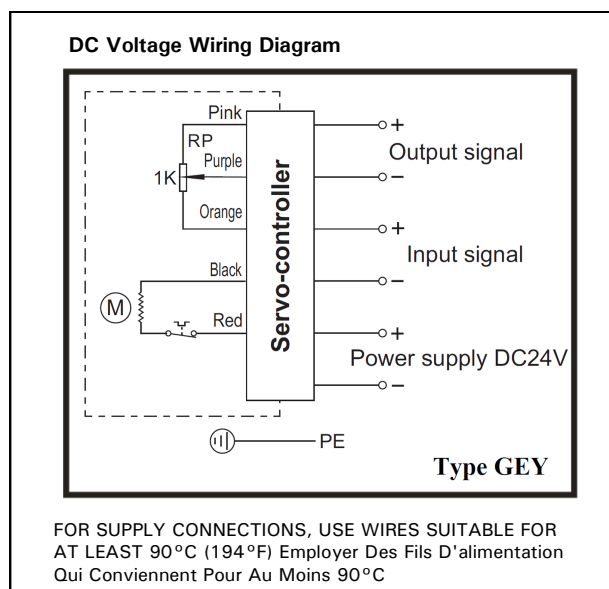 DC Voltage Wiring Diagram
Pink
RP
Purple
1K
Orange
Black
M
Red
Servo-controller
+
Output signal
−
+
Input signal
−
+
Power supply DC24V
−
PE
Type GEY
FOR SUPPLY CONNECTIONS, USE WIRES SUITABLE FOR
AT LEAST 90°C (194°F) Employer Des Fils D'alimentation
Qui Conviennent Pour Au Moins 90°C